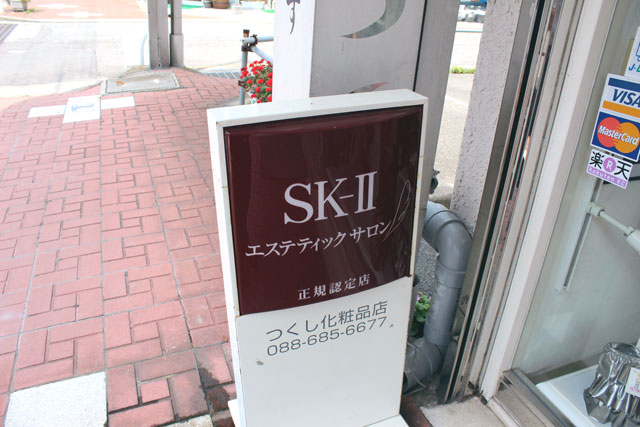 す
SK-II
エステティック サロン
正規認定店
つくし化粧品店
088-685-6677
VISA
MasterCard
楽天